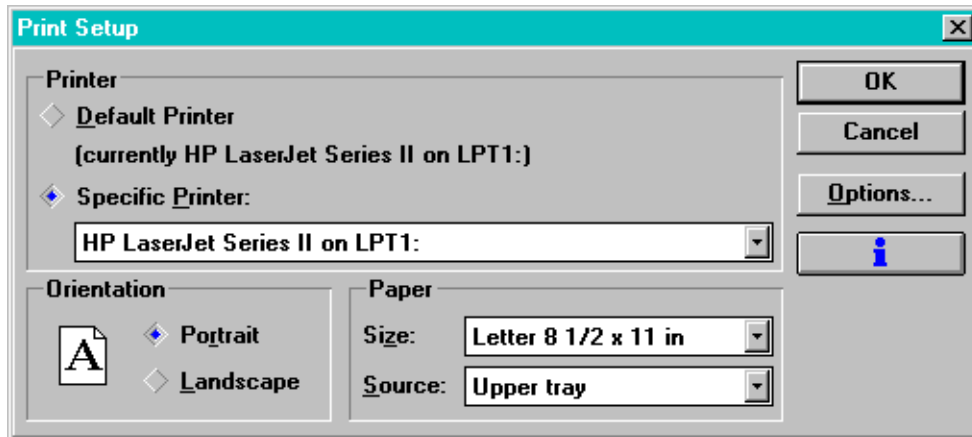 Print Setup
Printer
Default Printer
(currently HP LaserJet Series II on LPT1:)
Specific Printer:
HP LaserJet Series II on LPT1:
OK
Cancel
Options...
i
Orientation
A
Portrait
Landscape
Paper
Size:
Letter 8 1/2 x 11 in
Source:
Upper tray